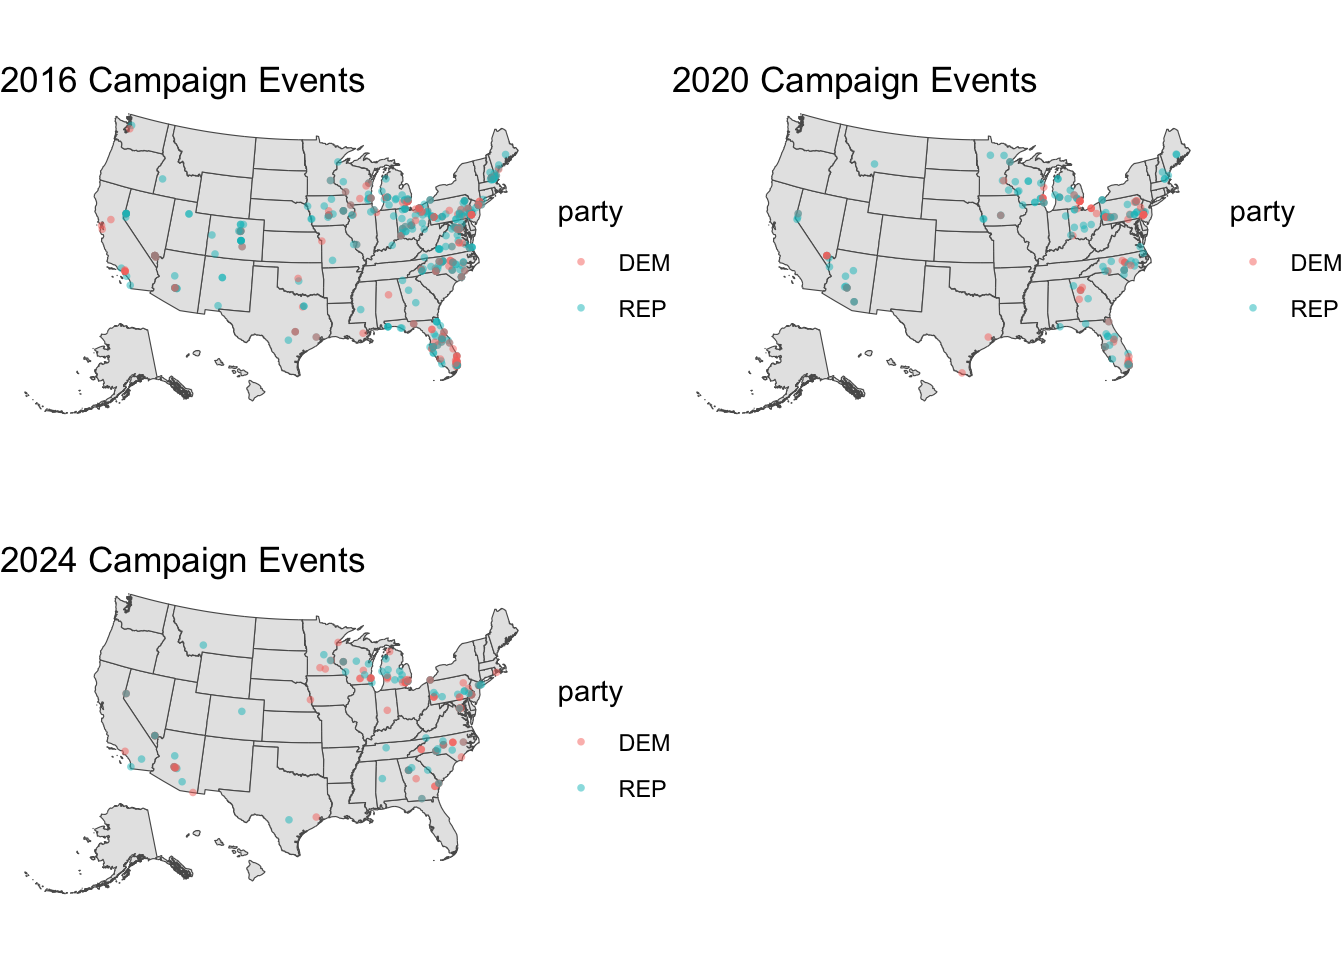 2016 Campaign Events
party
DEM
REP
2020 Campaign Events
party
DEM
REP
2024 Campaign Events
party
DEM
REP